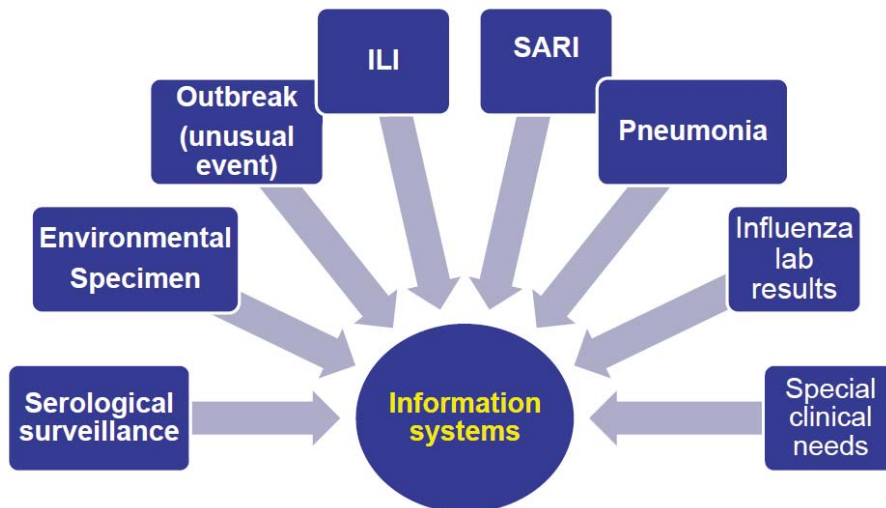 ILI
SARI
Outbreak
(unusual
event)
Pneumonia
Environmental
Specimen
Influenza
lab
results
Serological
surveillance
Information
systems
Special
clinical
needs